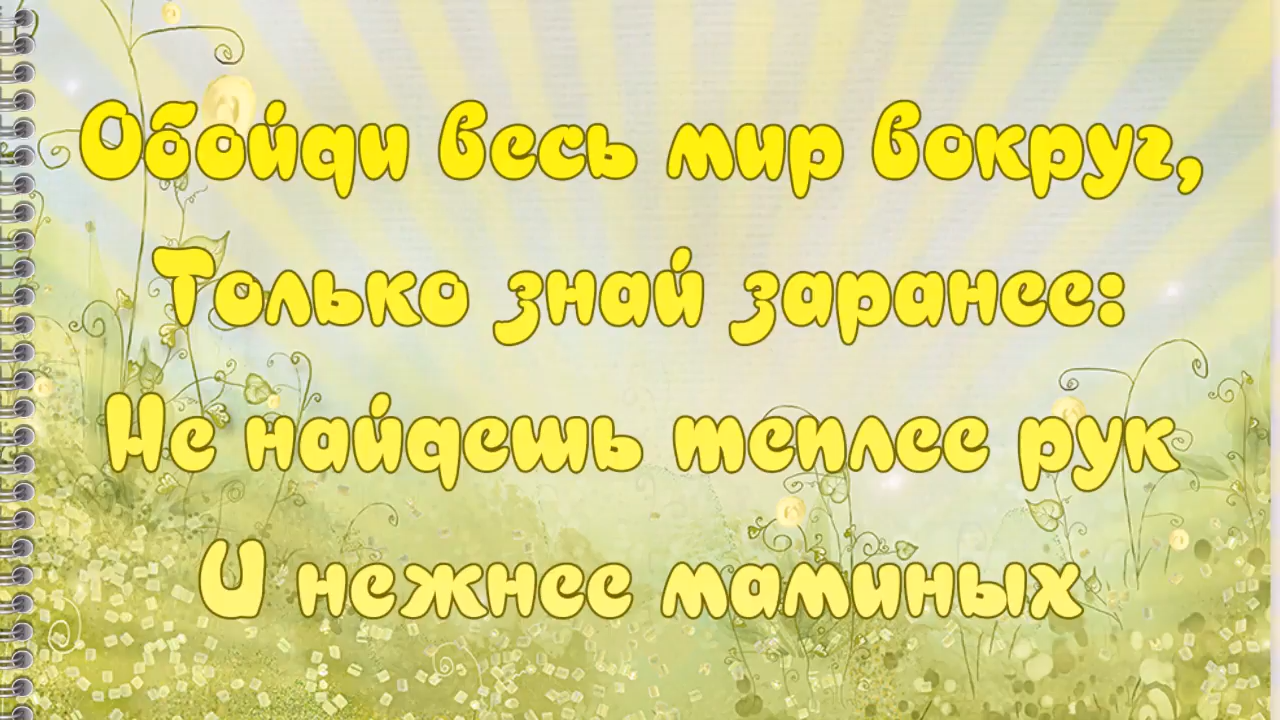 Обойди весь мир вокруг,
Только знай заранее:
Не найдешь теплее рук
И нежнее маминых